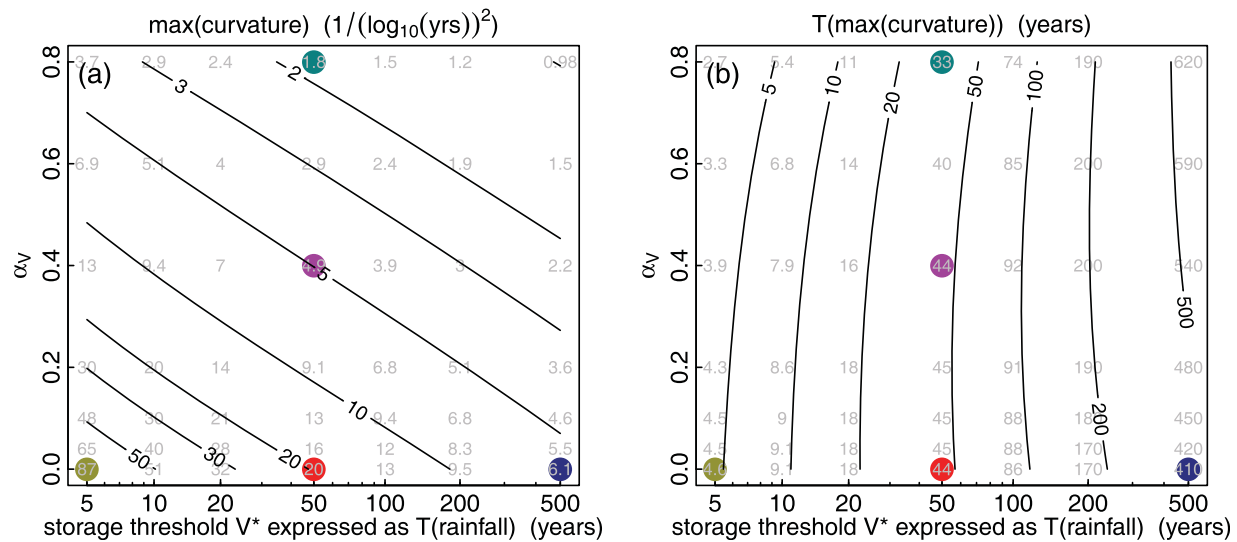 max(curvature) (1/(log10(yrs))2)
(a)
αV
0.8
0.6
0.4
0.2
0.0
3.7 2.9 2.4 1.8 1.5 1.2 0.98
6.9 5.1 4 2.9 2.4 1.9 1.5
13 9.4 7 4.9 3.9 3 2.2
30 20 14 9.1 6.8 5.1 3.6
48 30 21 13 9.4 6.8 4.6
65 40 28 16 12 8.3 5.5
87 51 32 20 13 9.5 6.1
2
3
5
10
20
30
50
5 10 20 50 100 200 500
storage threshold V* expressed as T(rainfall) (years)
T(max(curvature)) (years)
(b)
αV
0.8
0.6
0.4
0.2
0.0
2.7 5.4 11 33 74 190 620
3.3 6.8 14 40 85 200 590
3.9 7.9 16 44 92 200 540
4.3 8.6 18 45 91 190 480
4.5 9 18 45 88 450
4.5 9.1 18 45 88 170 420
4.6 9.1 18 44 86 170 410
5
10
20
50
100
200
500
5 10 20 50 100 200 500
storage threshold V* expressed as T(rainfall) (years)